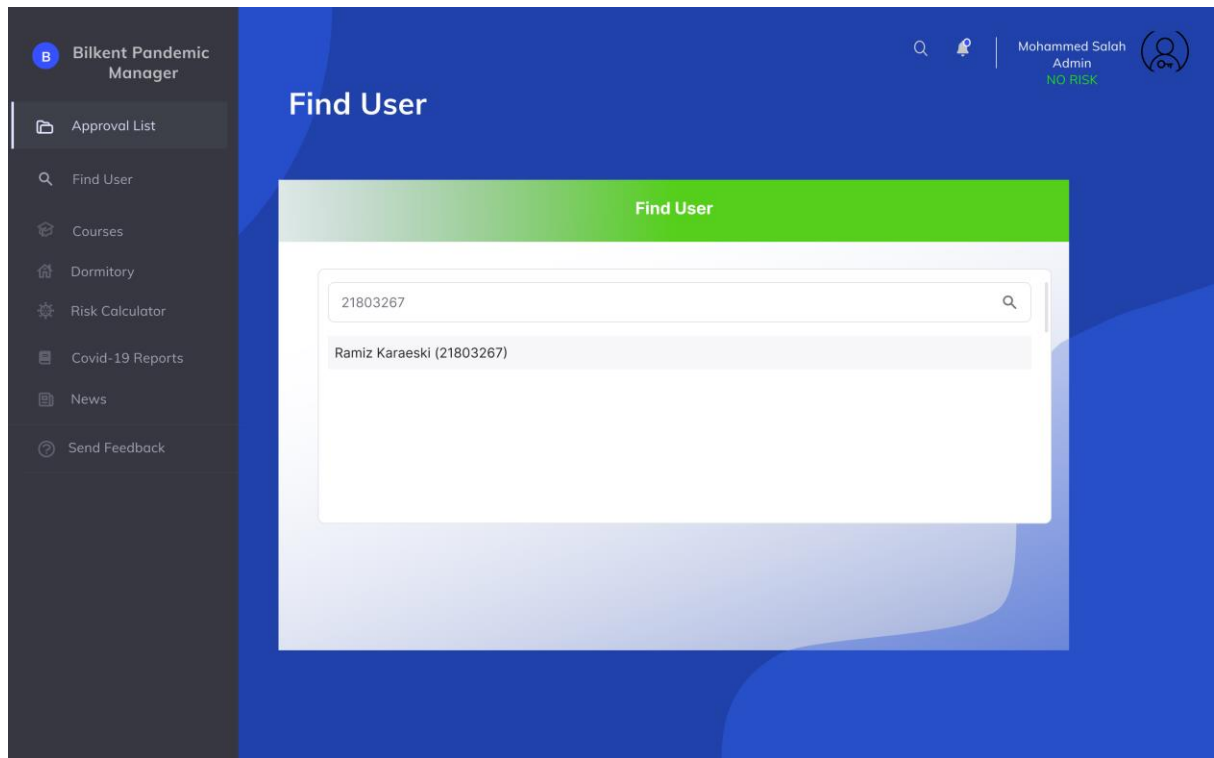 B
Bilkent Pandemic
Manager
Approval List
Find User
Courses
Dormitory
Risk Calculator
Covid-19 Reports
News
Send Feedback
Mohammed Salah
Admin
NO RISK
Find User
Find User
21803267
Ramiz Karaeski (21803267)